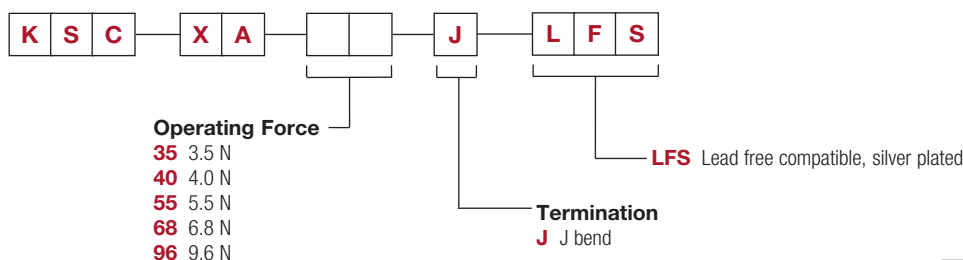 K S C X A J L F S
Operating Force
35 3.5 N
40 4.0 N
55 5.5 N
68 6.8 N
96 9.6 N
LFS Lead free compatible, silver plated
Termination
J J bend